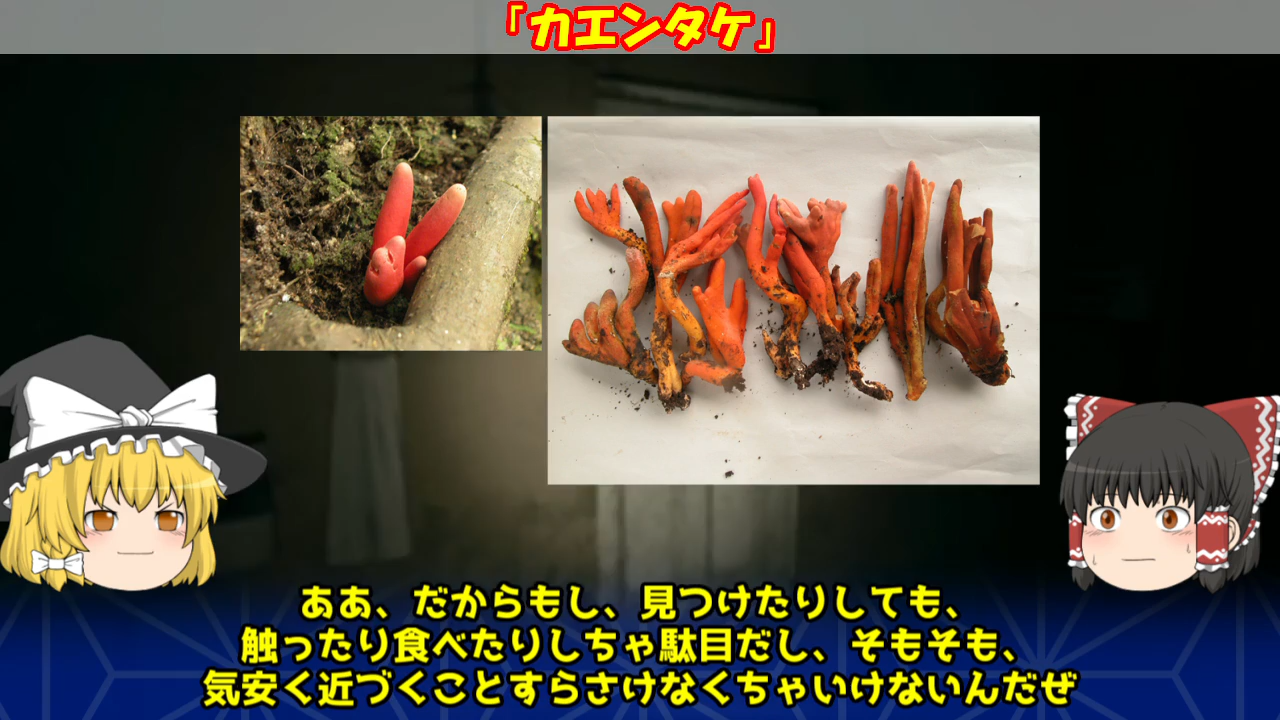 「カエンタケ」
ああ、だからもし、見つけたりしても、
触ったり食べたりしちゃ駄目だし、そもそも、
気安く近づくことすらさけなくちゃいけないんだぜ